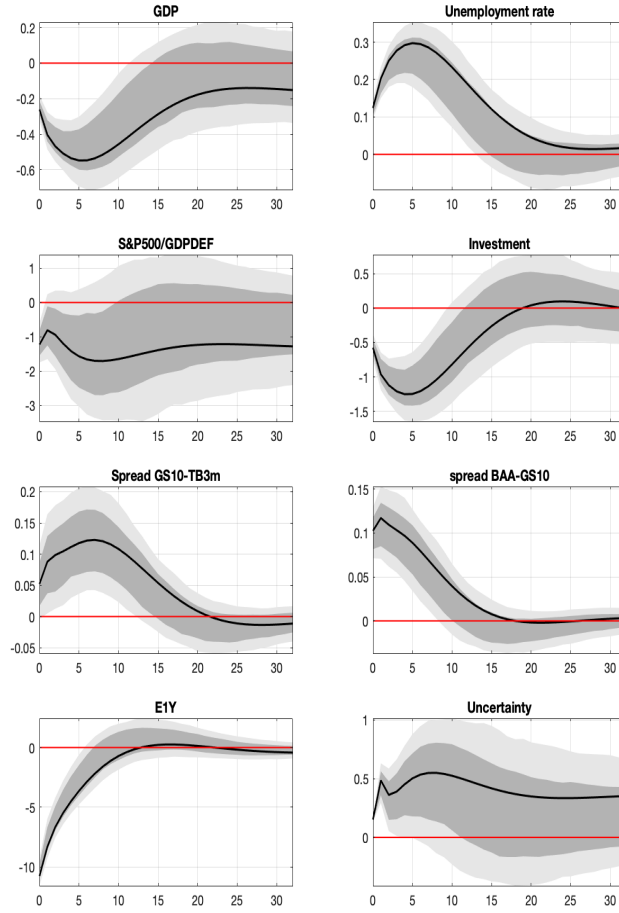 GDP
0.2
0
-0.2
-0.4
-0.6
0 5 10 15 20 25 30
Unemployment rate
0.3
0.2
0.1
0
0 5 10 15 20 25 30
S&P500/GDPDEF
1
0
-1
-2
-3
0 5 10 15 20 25 30
Investment
0.5
0
-0.5
-1
-1.5
0 5 10 15 20 25 30
Spread GS10-TB3m
0.2
0.15
0.1
0.05
0
-0.05
0 5 10 15 20 25 30
spread BAA-GS10
0.15
0.1
0.05
0
0 5 10 15 20 25 30
E1Y
0
-5
-10
0 5 10 15 20 25 30
Uncertainty
1
0.5
0
0 5 10 15 20 25 30